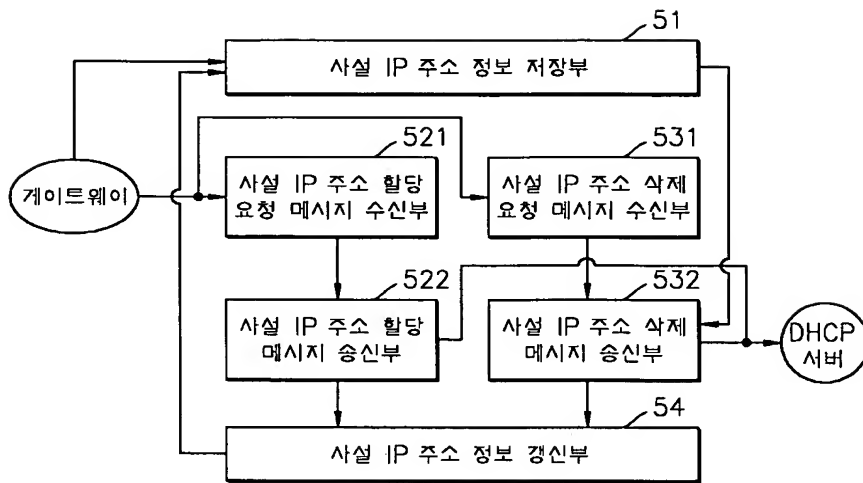 51
사설 IP 주소 정보 저장부
521
531
게이트웨이
사설 IP 주소 할당
요청 메시지 수신부
사설 IP 주소 삭제
요청 메시지 수신부
522
532
사설 IP 주소 할당
메시지 송신부
사설 IP 주소 삭제
메시지 송신부
DHCP
서버
54
사설 IP 주소 정보 갱신부